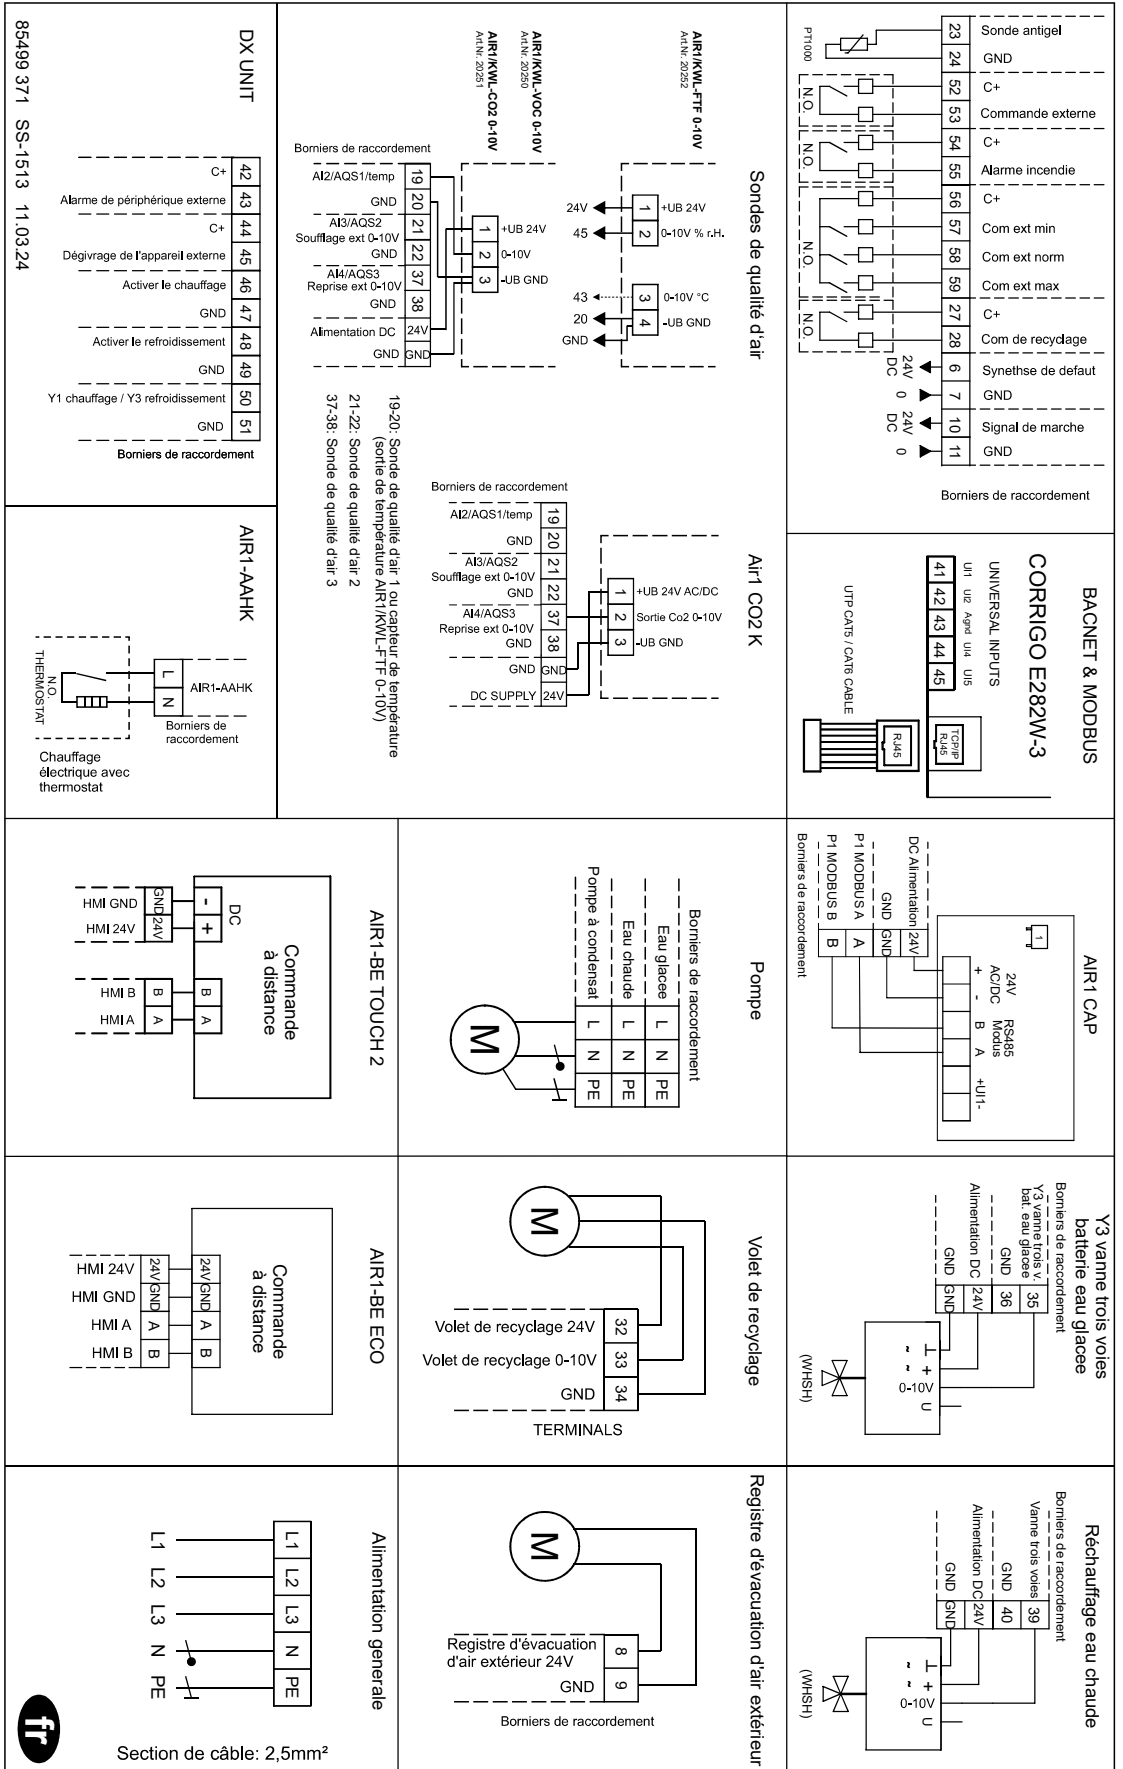 23 Sonde antigel
24 GND
PT1000
52 C+
53 Commande externe
N.O.
54 C+
55 Alarme incendie
N.O.
56 C+
57 Com ext min
58 Com ext norm
59 Com ext max
N.O.
27 C+
28 Com de recyclage
N.O.
6 Synethse de defaut
24V DC
7 GND
0
10 Signal de marche
24V DC
11 GND
0
Borniers de raccordement
Sondes de qualité d'air
AIR1/KWL-FTF 0-10V
Art.Nr. 20252
24V 1 +UB 24V
45 2 0-10V % r.H.
43 3 0-10V °C
20 4 -UB GND
GND
AIR1/KWL-VOC 0-10V
Art.Nr. 20250
AIR1/KWL-CO2 0-10V
Art.Nr. 20251
Borniers de raccordement
AI2/AQS1/temp 19
GND 20
AI3/AQS2
Soufflage ext 0-10V 21
GND 22
AI4/AQS3
Reprise ext 0-10V 37
GND 38
Alimentation DC 24V
GND GND
1 +UB 24V
2 0-10V
3 -UB GND
19-20: Sonde de qualité d'air 1 ou capteur de température
(sortie de température AIR1/KWL-FTF 0-10V)
21-22: Sonde de qualité d'air 2
37-38: Sonde de qualité d'air 3
Air1 CO2 K
Borniers de raccordement
AI2/AQS1/temp 19
GND 20
AI3/AQS2
Soufflage ext 0-10V 21
GND 22
AI4/AQS3
Reprise ext 0-10V 37
GND 38
GND GND
DC SUPPLY 24V
1 +UB 24V AC/DC
2 Sortie Co2 0-10V
3 -UB GND
DX UNIT
C+ 42
Alarme de périphérique externe 43
C+ 44
Dégivrage de l'appareil externe 45
Activer le chauffage 46
GND 47
Activer le refroidissement 48
GND 49
Y1 chauffage / Y3 refroidissement 50
GND 51
Borniers de raccordement
85499 371 SS-1513 11.03.24
AIR1-AAHK
L
N
AIR1-AAHK
Borniers de
raccordement
N.O.
THERMOSTAT
Chauffage
électrique avec
thermostat
BACNET & MODBUS
CORRIGO E282W-3
UNIVERSAL INPUTS
UI1 UI2 Agnd UI4 UI5
41 42 43 44 45
TCP/IP
RJ45
RJ45
UTP CAT5 / CAT6 CABLE
AIR1 CAP
1
24V
AC/DC
RS485
Modus
+ - B A +UI1-
DC Alimentation 24V
GND GND
P1 MODBUS A A
P1 MODBUS B B
Borniers de raccordement
Pompe
Borniers de raccordement
Eau glacee L N PE
Eau chaude L N PE
Pompe à condensat L N PE
M
AIR1-BE TOUCH 2
Commande
à distance
DC
- +
B A
HMI GND GND
HMI 24V 24V
HMI B B
HMI A A
Y3 vanne trois voies
batterie eau glacee
Borniers de raccordement
Y3 vanne trois v.
bat. eau glacee 35
GND 36
Alimentation DC 24V
GND GND
⊥ + 0-10V U
~ ~
(WHSH)
Volet de recyclage
M
Volet de recyclage 24V 32
Volet de recyclage 0-10V 33
GND 34
TERMINALS
AIR1-BE ECO
Commande
à distance
24V GND A B
HMI 24V 24V
HMI GND GND
HMI A A
HMI B B
Réchauffage eau chaude
Borniers de raccordement
Vanne trois voies 39
GND 40
Alimentation DC 24V
GND GND
⊥ + 0-10V U
~ ~
(WHSH)
Registre d'évacuation d'air extérieur
M
Registre d'évacuation
d'air extérieur 24V 8
GND 9
Borniers de raccordement
Alimentation generale
L1 L2 L3 N PE
L1 L2 L3 N PE
Section de câble: 2,5mm²
fr